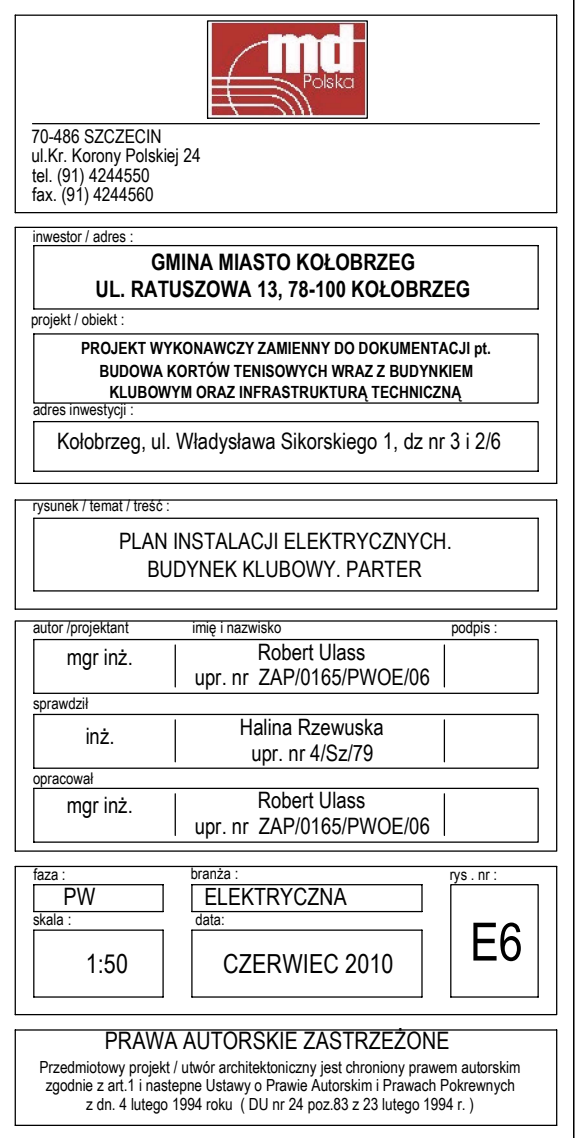 md
Polska
70-486 SZCZECIN
ul.Kr. Korony Polskiej 24
tel. (91) 4244550
fax. (91) 4244560
inwestor / adres :
GMINA MIASTO KOŁOBRZEG
UL. RATUSZOWA 13, 78-100 KOŁOBRZEG
projekt / obiekt :
PROJEKT WYKONAWCZY ZAMIENNY DO DOKUMENTACJI pt.
BUDOWA KORTÓW TENISOWYCH WRAZ Z BUDYNKIEM
KLUBOWYM ORAZ INFRASTRUKTURĄ TECHNICZNĄ
adres inwestycji :
Kołobrzeg, ul. Władysława Sikorskiego 1, dz nr 3 i 2/6
rysunek / temat / treść :
PLAN INSTALACJI ELEKTRYCZNYCH.
BUDYNEK KLUBOWY. PARTER
autor /projektant imię i nazwisko podpis :
mgr inż. Robert Ulass
upr. nr ZAP/0165/PWOE/06
sprawdził
inż. Halina Rzewuska
upr. nr 4/Sz/79
opracował
mgr inż. Robert Ulass
upr. nr ZAP/0165/PWOE/06
faza : branża : rys . nr :
PW ELEKTRYCZNA
skala : data:
1:50 CZERWIEC 2010 E6
PRAWA AUTORSKIE ZASTRZEŻONE
Przedmiotowy projekt / utwór architektoniczny jest chroniony prawem autorskim
zgodnie z art.1 i nastepne Ustawy o Prawie Autorskim i Prawach Pokrewnych
z dn. 4 lutego 1994 roku ( DU nr 24 poz.83 z 23 lutego 1994 r. )